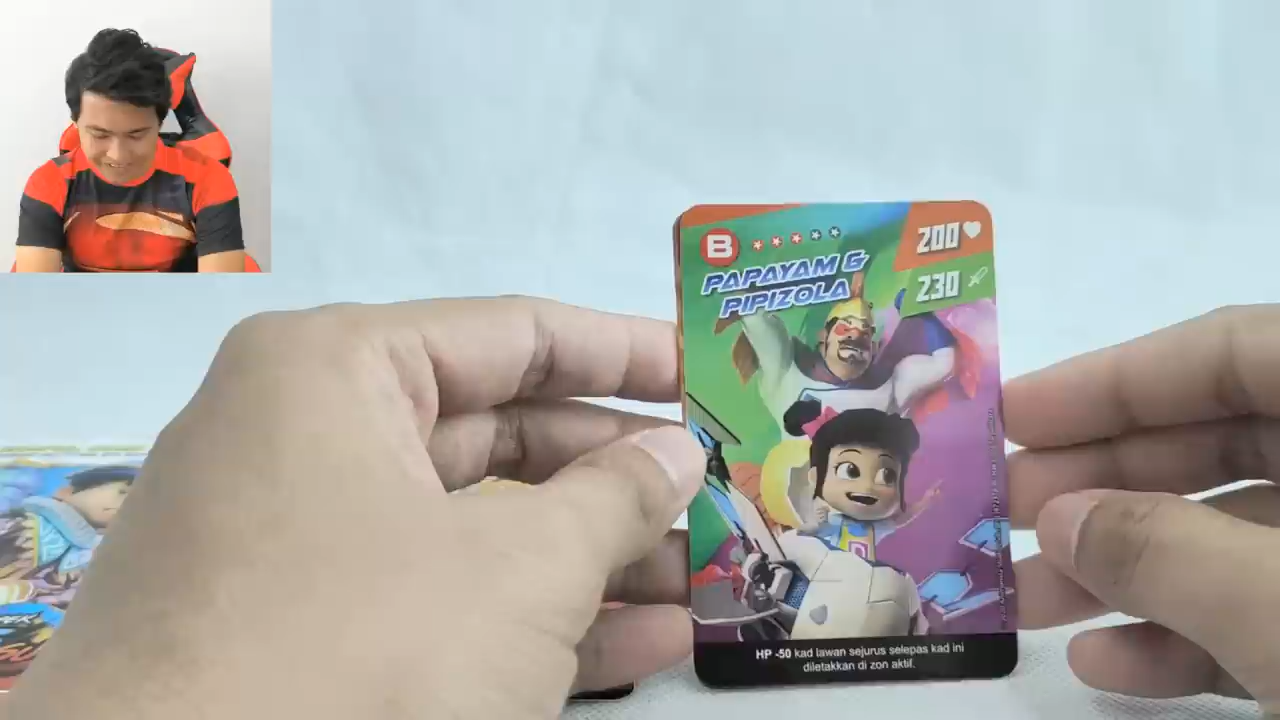 B
200
PAPAYAM &
PIPIZOLA
230
HP -50 kad lawan sejurus selepas kad ini
diletakkan di zon aktif.